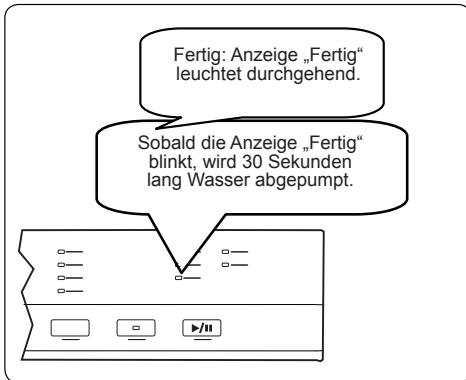 Fertig: Anzeige „Fertig“
leuchtet durchgehend.
Sobald die Anzeige „Fertig“
blinkt, wird 30 Sekunden
lang Wasser abgepumpt.